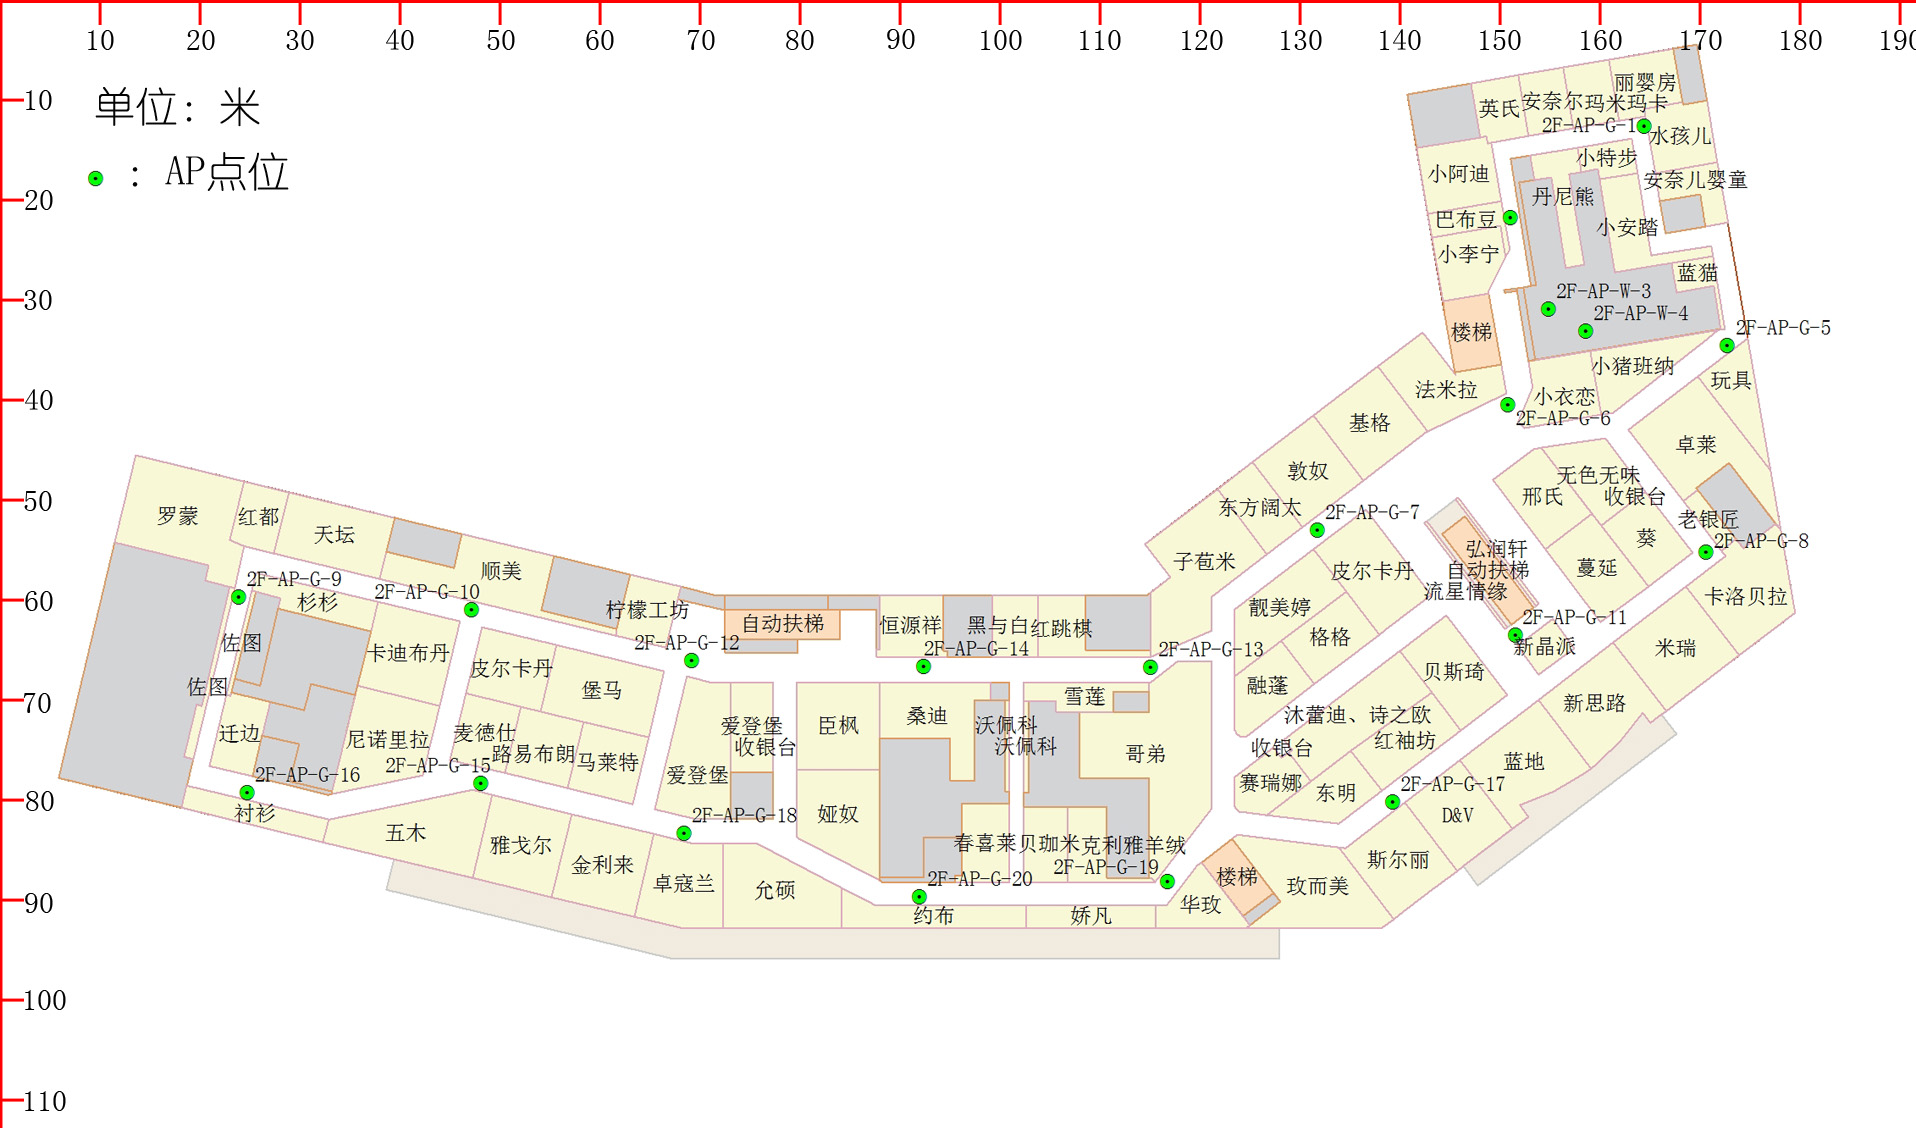 10 20 30 40 50 60 70 80 90 100 110 120 130 140 150 160 170 180 190
10
20
30
40
50
60
70
80
90
100
110
单位：米
：AP点位
丽婴房
英氏
安奈尔
玛米玛卡
2F-AP-G-1
水孩儿
小特步
小阿迪
安奈儿婴童
丹尼熊
巴布豆
小安踏
小李宁
蓝猫
2F-AP-W-3
2F-AP-W-4
楼梯
2F-AP-G-5
小猪班纳
玩具
法米拉
小衣恋
2F-AP-G-6
基格
卓莱
敦奴
无色无味
收银台
邢氏
东方阔太
2F-AP-G-7
老银匠
葵
2F-AP-G-8
子苞米
皮尔卡丹
弘润轩
自动扶梯
流星情缘
蔓延
卡洛贝拉
靓美婷
2F-AP-G-11
格格
新晶派
米瑞
融蓬
贝斯琦
新思路
沐蕾迪、诗之欧
红袖坊
收银台
赛瑞娜
东明
2F-AP-G-17
蓝地
D&V
斯尔丽
玫而美
楼梯
华玫
罗蒙
红都
天坛
顺美
2F-AP-G-9
2F-AP-G-10
杉杉
柠檬工坊
自动扶梯
2F-AP-G-12
恒源祥
黑与白
红跳棋
2F-AP-G-14
2F-AP-G-13
佐图
佐图
卡迪布丹
皮尔卡丹
堡马
雪莲
迁边
尼诺里拉
麦徳仕
路易布朗
马莱特
爱登堡
收银台
爱登堡
臣枫
桑迪
沃佩科
沃佩科
哥弟
2F-AP-G-15
2F-AP-G-16
衬衫
五木
雅戈尔
金利来
2F-AP-G-18
娅奴
春喜莱
贝珈米
克利雅羊绒
2F-AP-G-19
卓寇兰
允硕
2F-AP-G-20
约布
娇凡